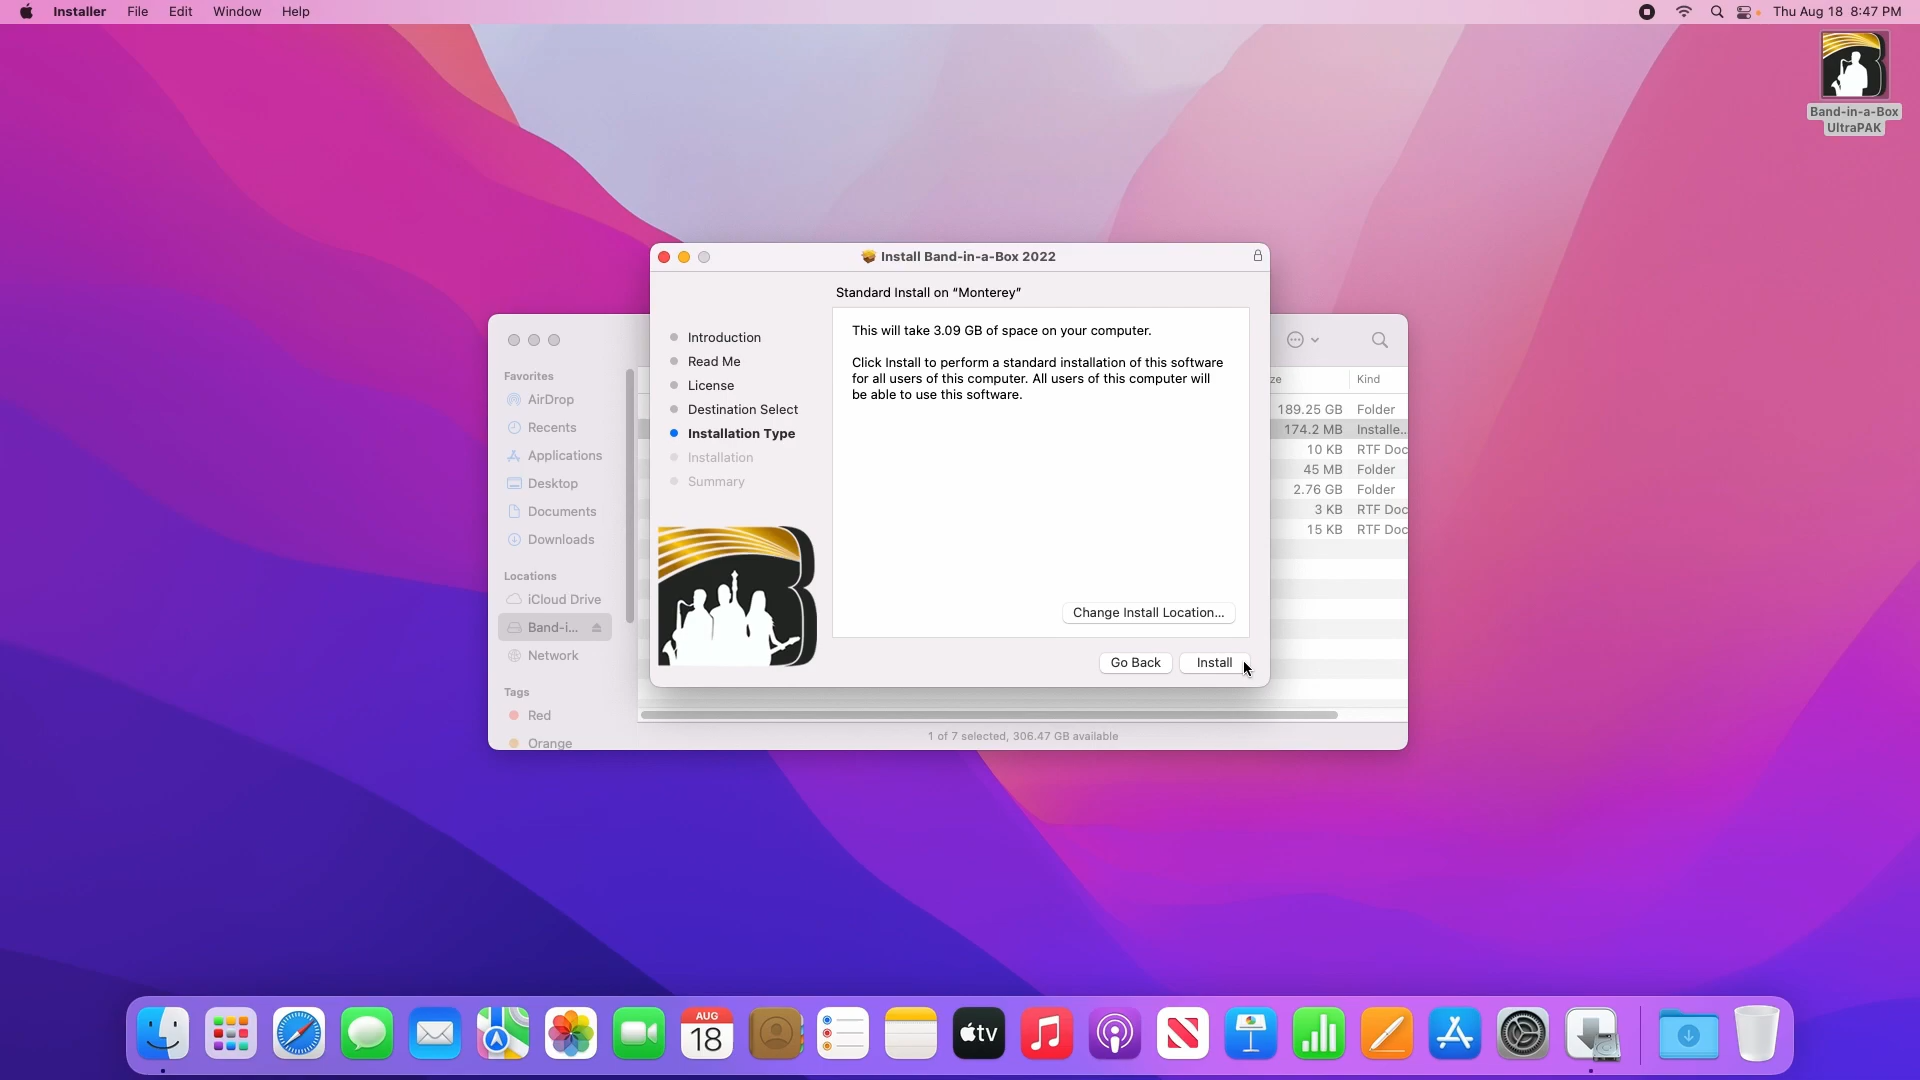 Installer File Edit Window Help
Thu Aug 18 8:47 PM
Band-in-a-Box
UltraPAK
Install Band-in-a-Box 2022
Standard Install on “Monterey”
Introduction
Read Me
License
Destination Select
Installation Type
Installation
Summary
This will take 3.09 GB of space on your computer.
Click Install to perform a standard installation of this software
for all users of this computer. All users of this computer will
be able to use this software.
Change Install Location...
Go Back Install
Favorites
AirDrop
Recents
Applications
Desktop
Documents
Downloads
Locations
iCloud Drive
Band-i...
Network
Tags
Red
Orange
ze Kind
189.25 GB Folder
174.2 MB Installe..
10 KB RTF Doc
45 MB Folder
2.76 GB Folder
3 KB RTF Doc
15 KB RTF Doc
1 of 7 selected, 306.47 GB available
AUG
18
tv